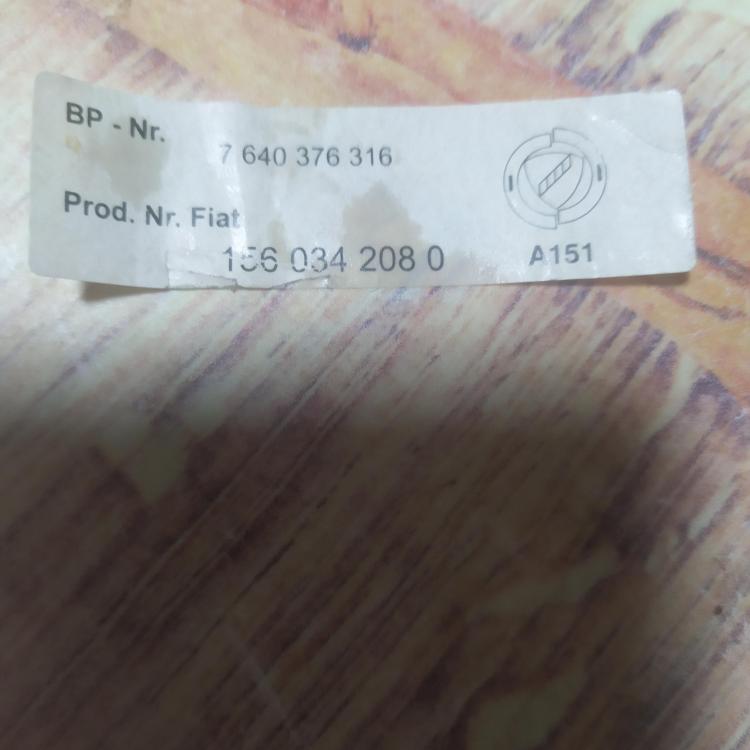 BP - Nr.
7 640 376 316
Prod. Nr. Fiat
156 034 208 0
A151